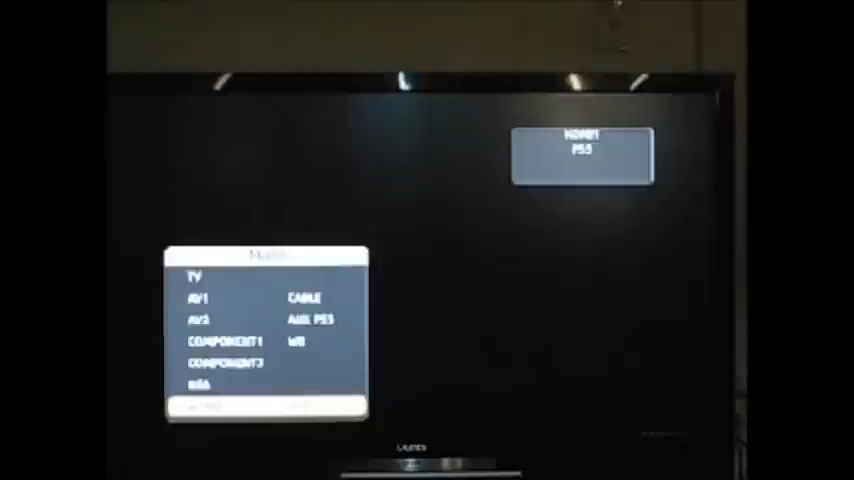 HDMI1
PS3
TV
AV1 CABLE
AV2 AUX PS3
COMPONENT1 WII
COMPONENT2
RGB